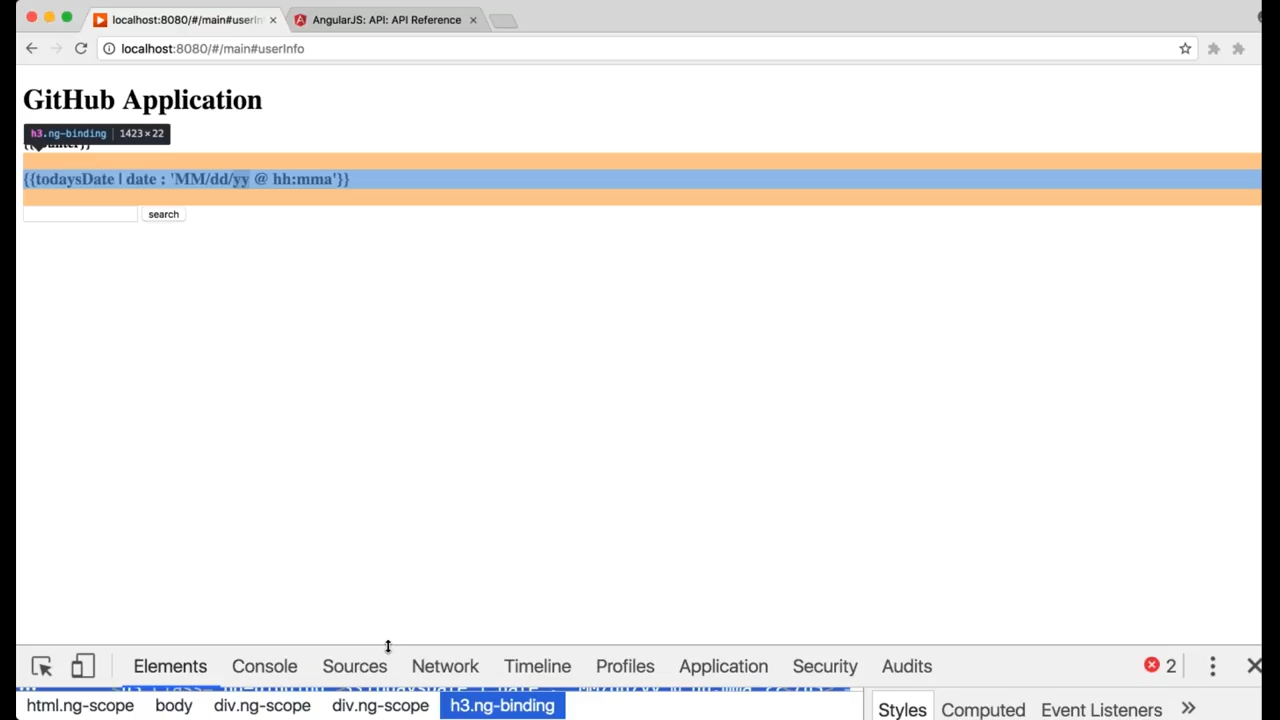 localhost:8080/#/main#userIn
AngularJS: API: API Reference
localhost:8080/#/main#userInfo
GitHub Application
h3.ng-binding | 1423×22
{{todaysDate | date : 'MM/dd/yy @ hh:mma'}}
search
Elements Console Sources Network Timeline Profiles Application Security Audits 2
html.ng-scope body div.ng-scope div.ng-scope h3.ng-binding
Styles Computed Event Listeners